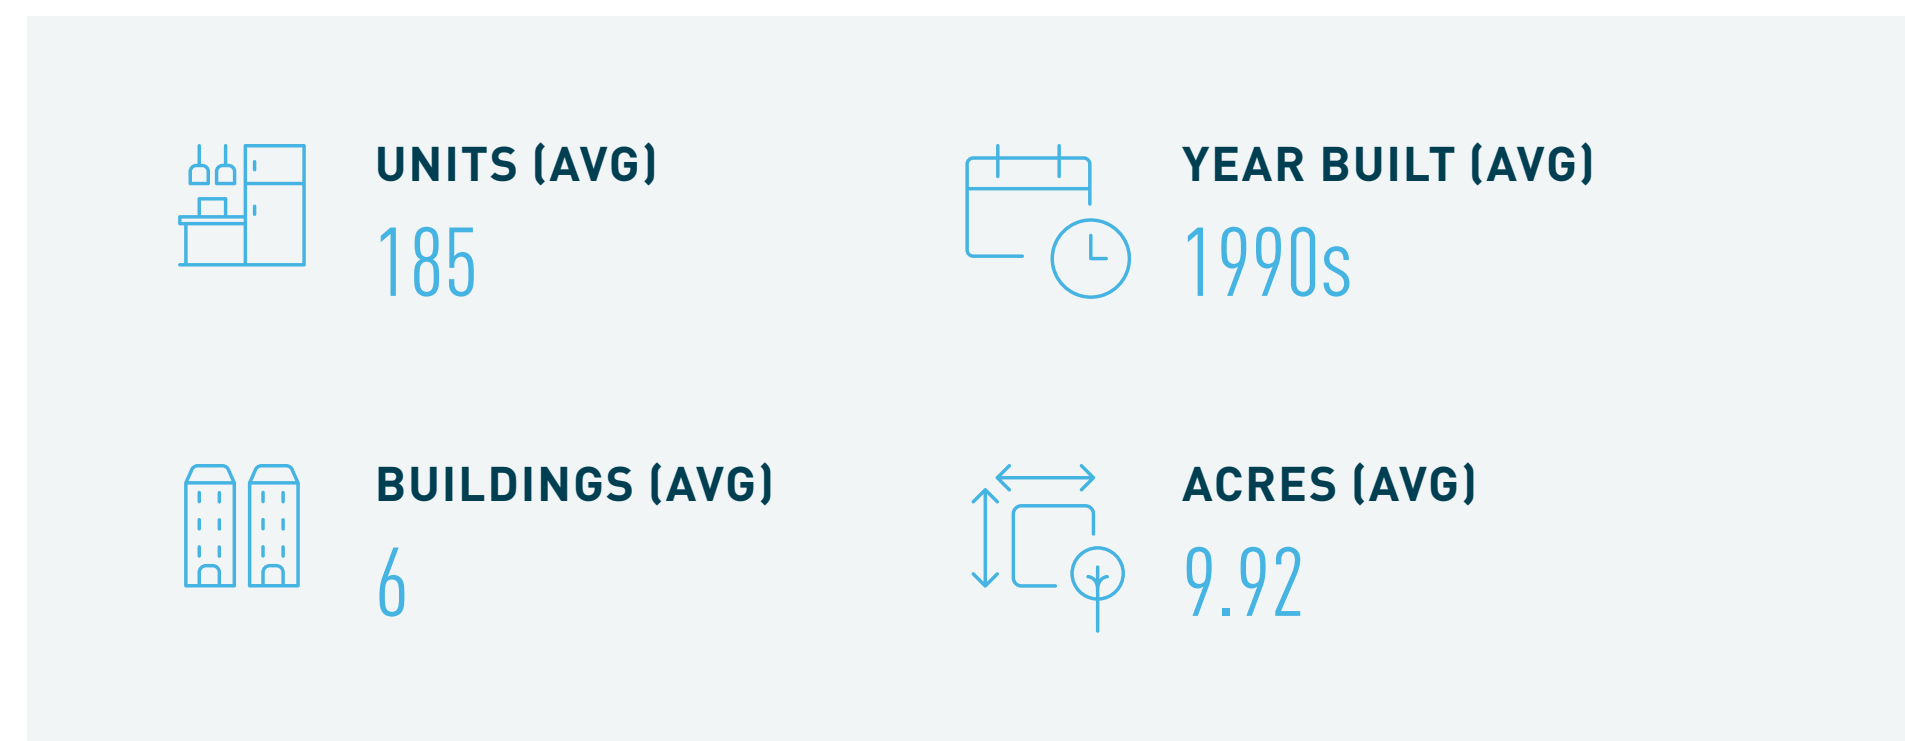 UNITS (AVG)
185
YEAR BUILT (AVG)
1990s
BUILDINGS (AVG)
6
ACRES (AVG)
9.92